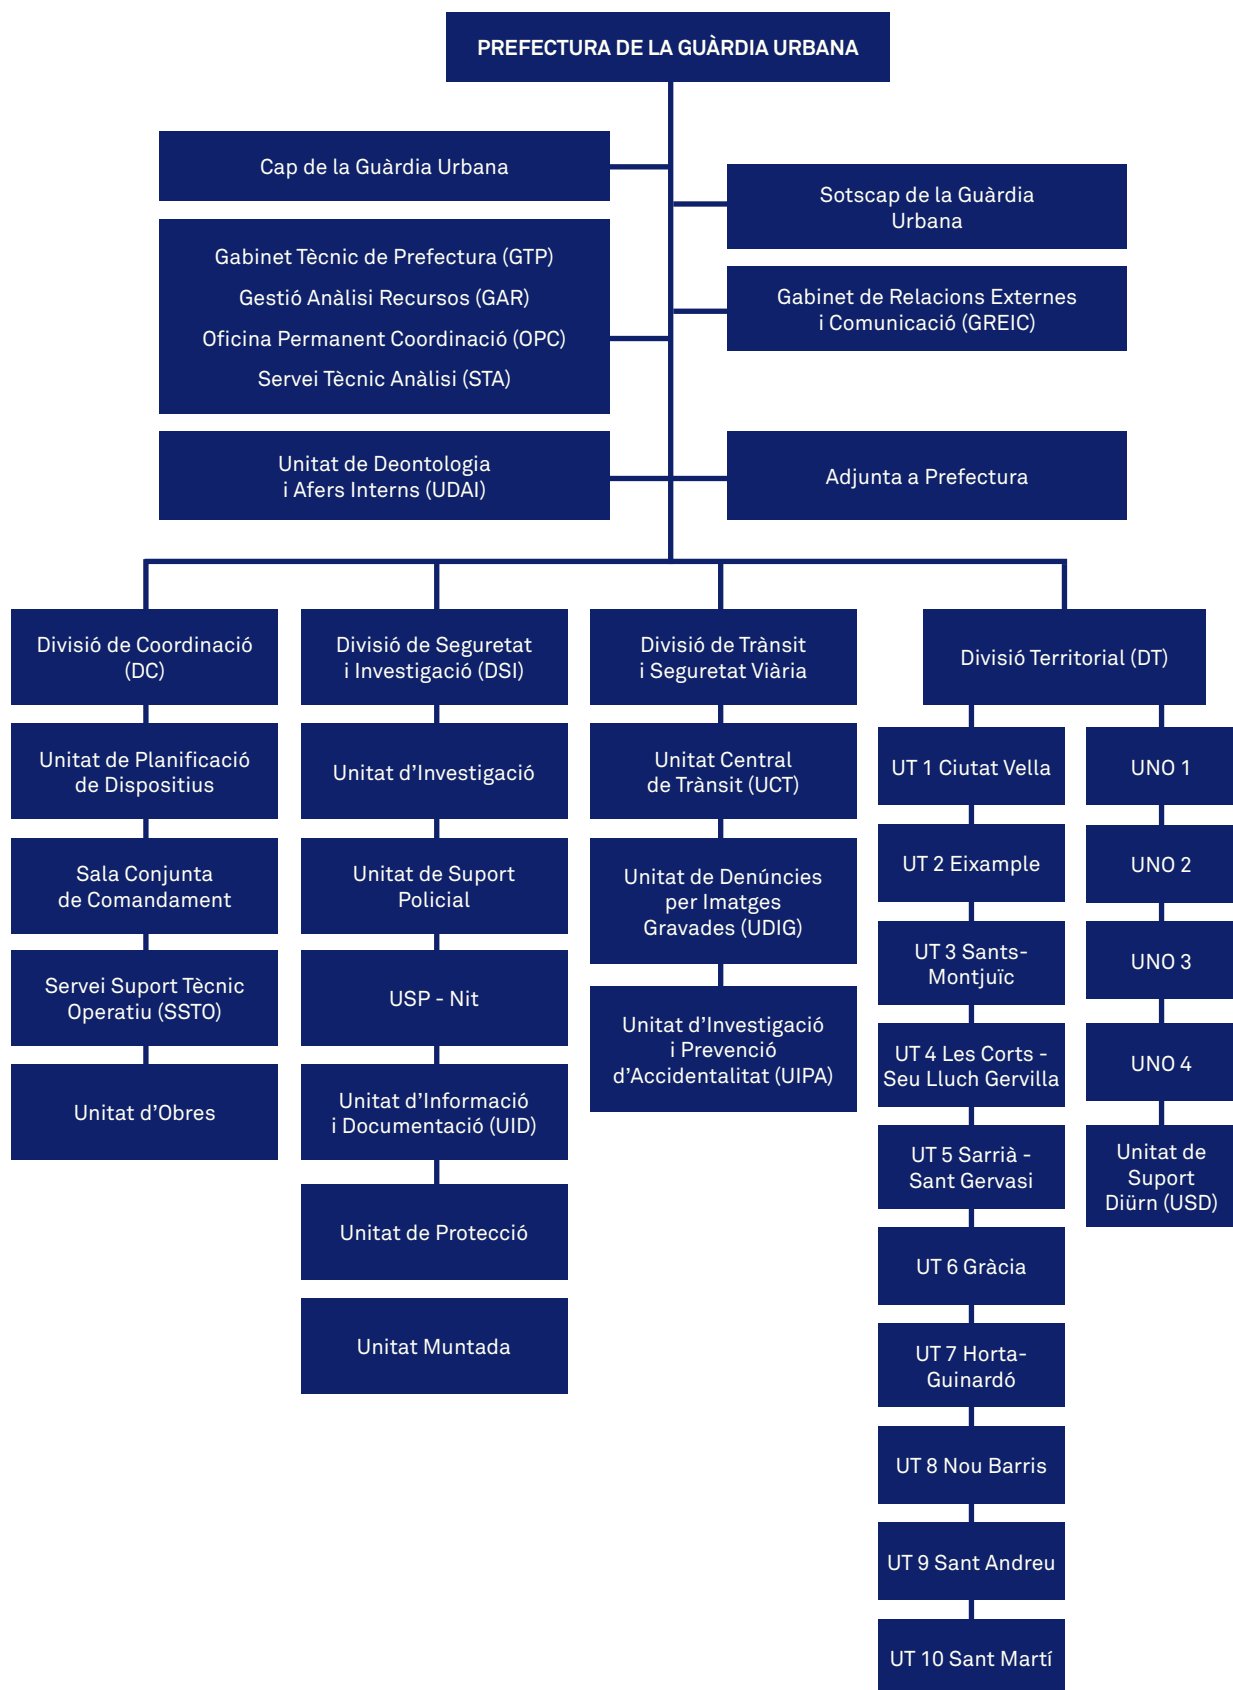 PREFECTURA DE LA GUÀRDIA URBANA
Cap de la Guàrdia Urbana
Sotscap de la Guàrdia
Urbana
Gabinet Tècnic de Prefectura (GTP)
Gestió Anàlisi Recursos (GAR)
Oficina Permanent Coordinació (OPC)
Servei Tècnic Anàlisi (STA)
Gabinet de Relacions Externes
i Comunicació (GREIC)
Unitat de Deontologia
i Afers Interns (UDAI)
Adjunta a Prefectura
Divisió de Coordinació
(DC)
Unitat de Planificació
de Dispositius
Sala Conjunta
de Comandament
Servei Suport Tècnic
Operatiu (SSTO)
Unitat d’Obres
Divisió de Seguretat
i Investigació (DSI)
Unitat d’Investigació
Unitat de Suport
Policial
USP - Nit
Unitat d’Informació
i Documentació (UID)
Unitat de Protecció
Unitat Muntada
Divisió de Trànsit
i Seguretat Viària
Unitat Central
de Trànsit (UCT)
Unitat de Denúncies
per Imatges
Gravades (UDIG)
Unitat d’Investigació
i Prevenció
d’Accidentalitat (UIPA)
Divisió Territorial (DT)
UT 1 Ciutat Vella
UT 2 Eixample
UT 3 Sants-
Montjuïc
UT 4 Les Corts -
Seu Lluch Gervilla
UT 5 Sarrià -
Sant Gervasi
UT 6 Gràcia
UT 7 Horta-
Guinardó
UT 8 Nou Barris
UT 9 Sant Andreu
UT 10 Sant Martí
UNO 1
UNO 2
UNO 3
UNO 4
Unitat de
Suport
Diürn (USD)